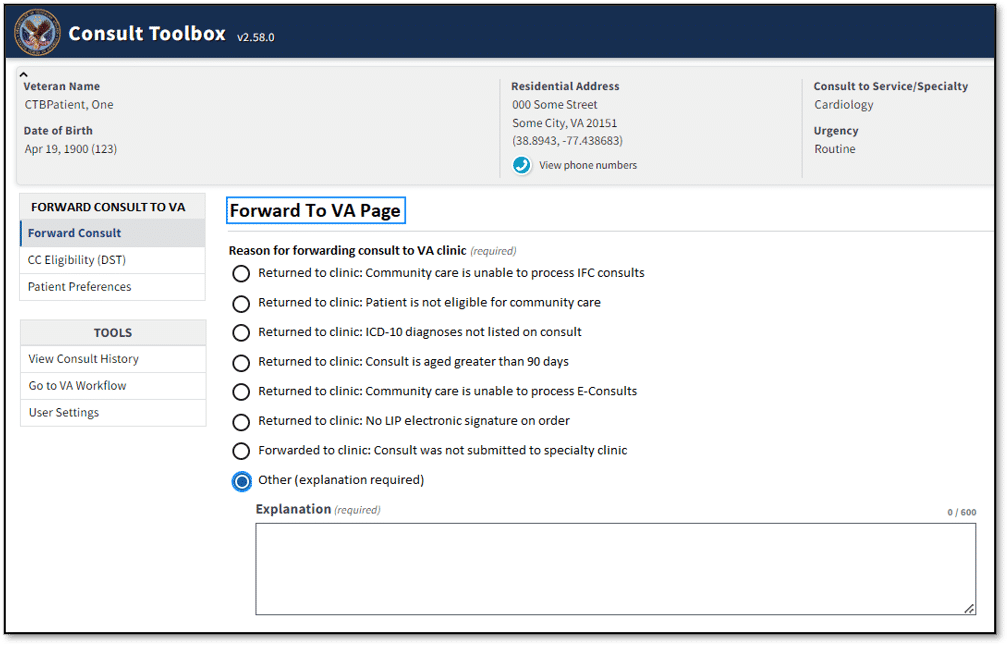 Consult Toolbox v2.58.0
Veteran Name
CTBPatient, One
Date of Birth
Apr 19, 1900 (123)
Residential Address
000 Some Street
Some City, VA 20151
(38.8943, -77.438683)
View phone numbers
Consult to Service/Specialty
Cardiology
Urgency
Routine
FORWARD CONSULT TO VA
Forward Consult
CC Eligibility (DST)
Patient Preferences
TOOLS
View Consult History
Go to VA Workflow
User Settings
Forward To VA Page
Reason for forwarding consult to VA clinic (required)
Returned to clinic: Community care is unable to process IFC consults
Returned to clinic: Patient is not eligible for community care
Returned to clinic: ICD-10 diagnoses not listed on consult
Returned to clinic: Consult is aged greater than 90 days
Returned to clinic: Community care is unable to process E-Consults
Returned to clinic: No LIP electronic signature on order
Forwarded to clinic: Consult was not submitted to specialty clinic
Other (explanation required)
Explanation (required)
0 / 600